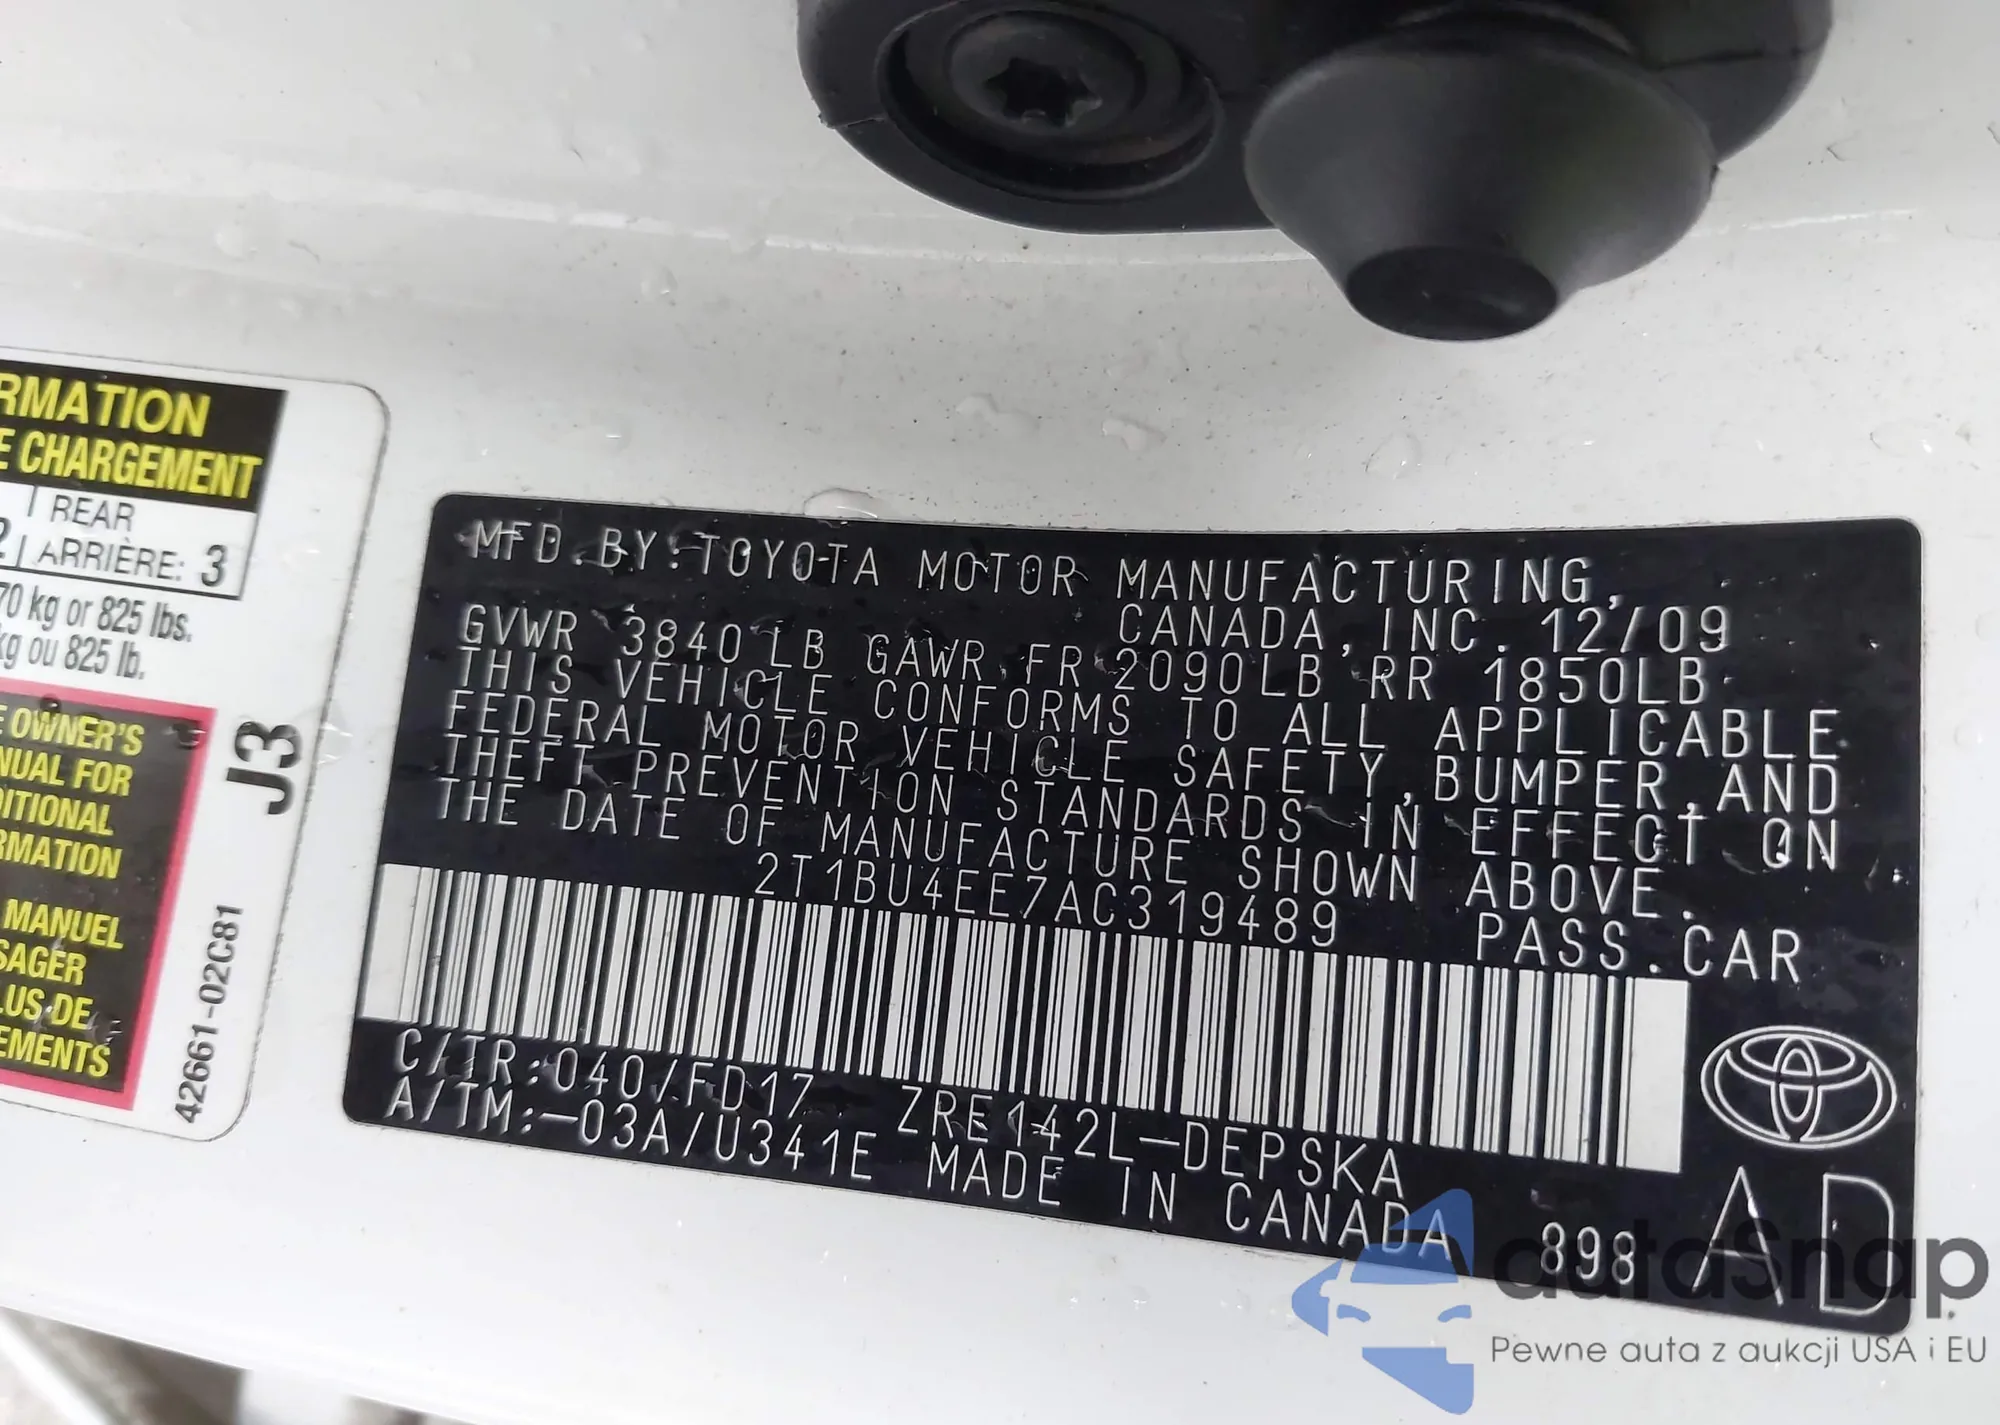 RMATION
E CHARGEMENT
REAR
2 ARRIÈRE: 3
70 kg or 825 lbs.
kg ou 825 lb.
E OWNER'S
NUAL FOR
DITIONAL
RMATION
MANUEL
SAGER
LUS DE
EMENTS
J3
42661-02C81
MFD.BY:TOYOTA MOTOR MANUFACTURING,
CANADA,INC. 12/09
GVWR 3840LB GAWR FR 2090LB RR 1850LB
THIS VEHICLE CONFORMS TO ALL APPLICABLE
FEDERAL MOTOR VEHICLE SAFETY,BUMPER,AND
THEFT PREVENTION STANDARDS IN EFFECT ON
THE DATE OF MANUFACTURE SHOWN ABOVE.
2T1BU4EE7AC319489 PASS.CAR
C/TR:040/FD17 ZRE142L-DEPSKA
A/TM:-03A/U341E MADE IN CANADA 898
AD
autoSnap
Pewne auta z aukcji USA i EU